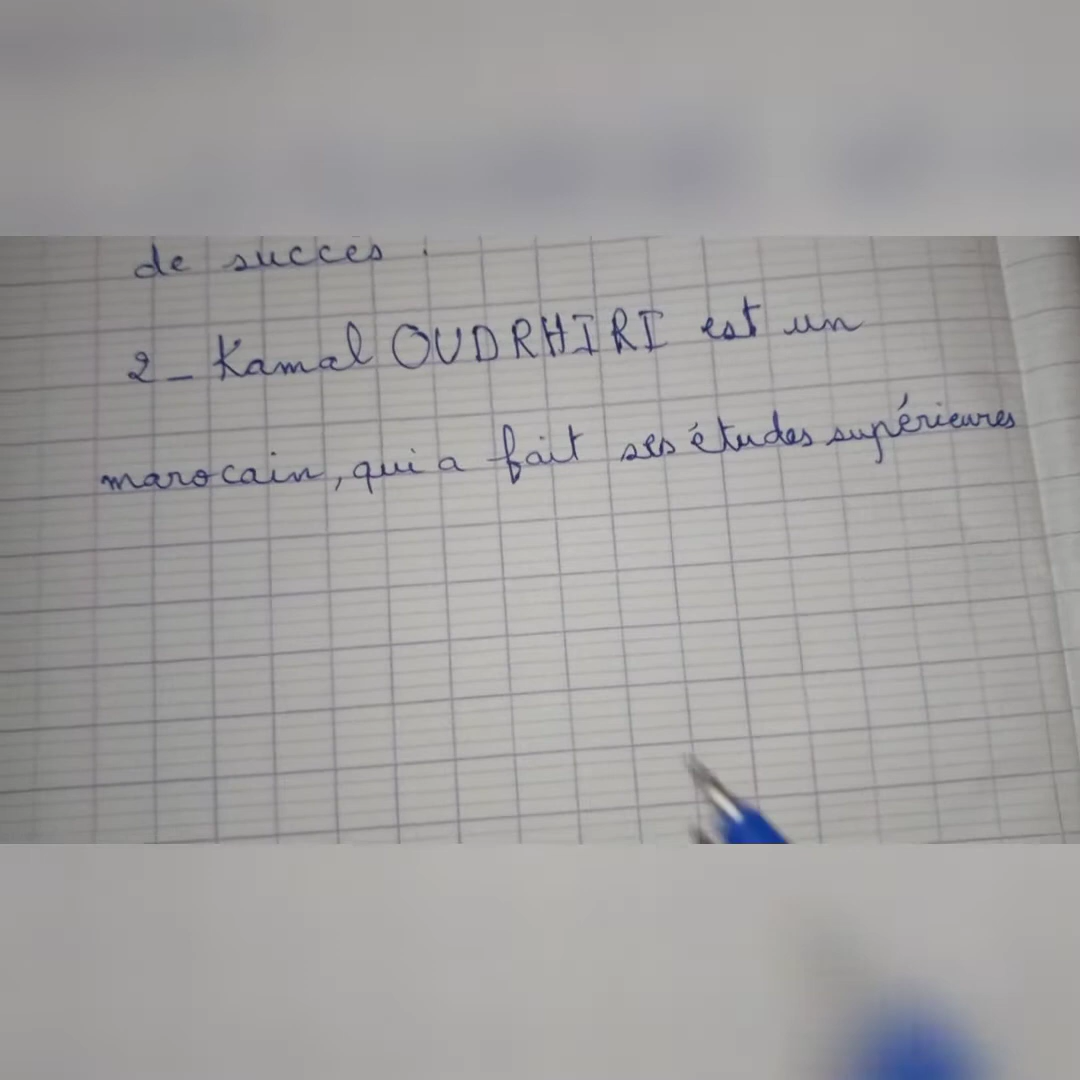 de succes .
2_ Kamal OUDRHIRI est un
marocain, qui a fait ses études supérieures